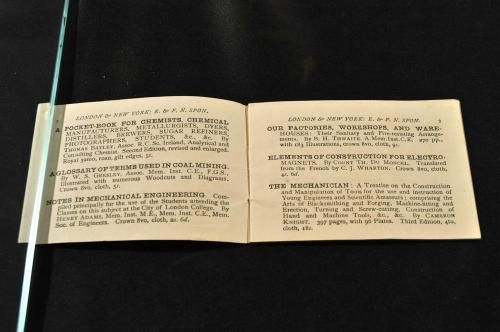 LONDON & NEW YORK: E. & F. N. SPON.
A POCKET-BOOK FOR CHEMISTS, CHEMICAL
MANUFACTURERS, METALLURGISTS, DYERS,
DISTILLERS, BREWERS, SUGAR REFINERS,
PHOTOGRAPHERS, STUDENTS, &c., &c. By
THOMAS BAYLEY, Assoc. R.C. Sc. Ireland, Analytical and
Consulting Chemist. Second Edition, revised and enlarged.
Royal 32mo, roan, gilt edges, 5s.
A GLOSSARY OF TERMS USED IN COAL MINING.
By W. S. GRESLEY, Assoc. Mem. Inst. C.E., F.G.S.,
Illustrated with numerous Woodcuts and Diagrams.
Crown 8vo, cloth, 5s.
NOTES IN MECHANICAL ENGINEERING. Com-
piled principally for the use of the Students attending the
Classes on this subject at the City of London College. By
HENRY ADAMS, Mem. Inst. M.E., Mem. Inst. C.E., Mem.
Soc. of Engineers. Crown 8vo, cloth, 2s. 6d.
LONDON & NEW YORK: E. & F. N. SPON.
OUR FACTORIES, WORKSHOPS, AND WARE-
HOUSES: Their Sanitary and Fire-resisting Arrange-
ments. By B. H. THWAITE, A. Mem.Inst.C.E. 270 pp.,
with 183 illustrations, crown 8vo, cloth, 9s.
ELEMENTS OF CONSTRUCTION FOR ELECTRO-
MAGNETS. By COUNT TH. DU MONCEL. Translated
from the French by C. J. WHARTON. Crown 8vo, cloth,
4s. 6d.
THE MECHANICIAN: A Treatise on the Construction
and Manipulation of Tools for the use and Instruction of
Young Engineers and Scientific Amateurs; comprising the
Arts of Blacksmithing and Forging, Machine-fitting and
Erection, Turning and Screw-cutting, Construction of
Hand and Machine Tools, &c., &c. By CAMERON
KNIGHT. 397 pages, with 96 Plates. Third Edition, 4to,
cloth, 18s.